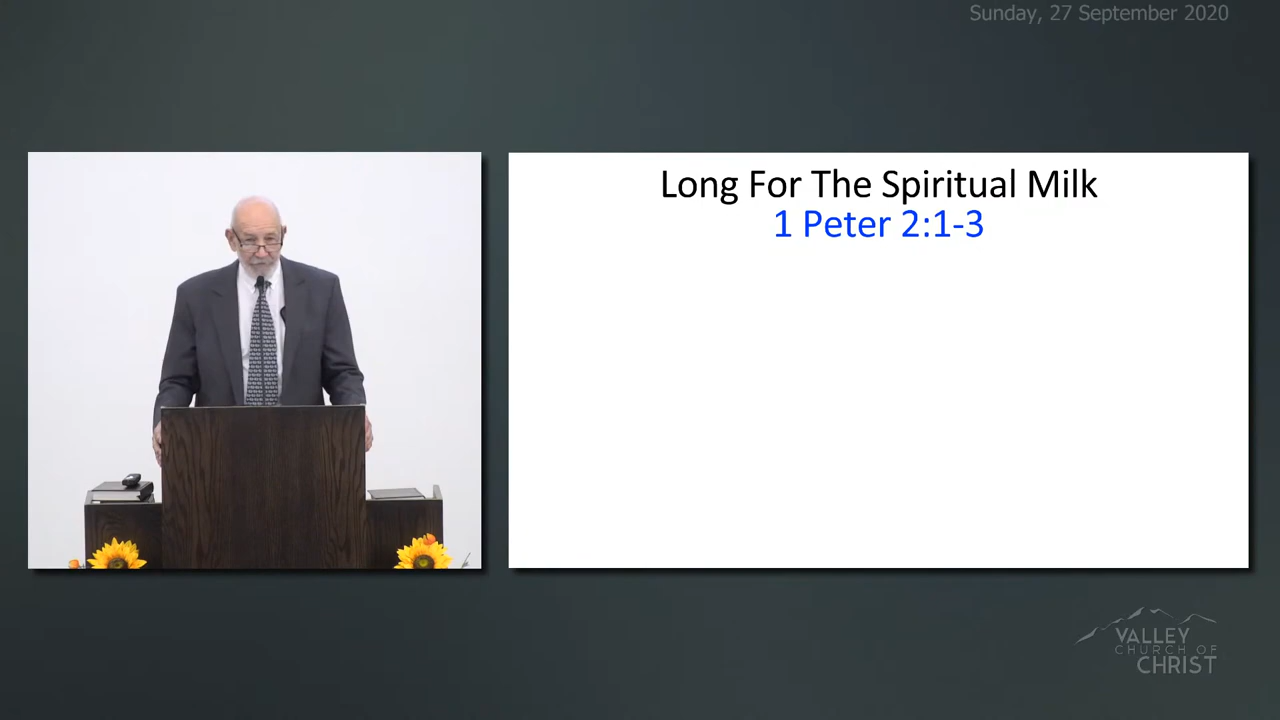 Sunday, 27 September 2020
Long For The Spiritual Milk
1 Peter 2:1-3
VALLEY
CHURCH OF
CHRIST